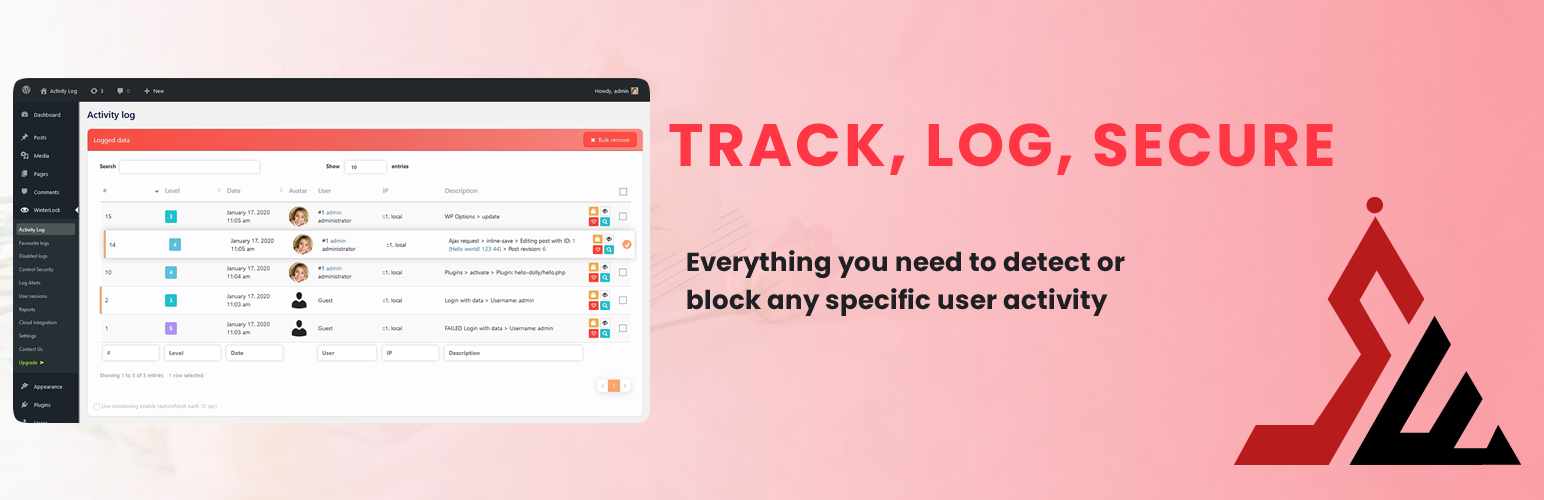 Activity Log 3 0 New Howdy, admin
Dashboard
Posts
Media
Pages
Comments
WinterLock
Activity Log
Favourite logs
Disabled logs
Control Security
Log Alerts
User sessions
Reports
Cloud Integration
Settings
Contact Us
Upgrade
Appearance
Plugins
Activity log
Logged data
Bulk remove
Search Show 10 entries
# Level Date Avatar User IP Description
15 3 January 17, 2020 11:05 am #1 admin administrator ::1, local WP Options > update
14 4 January 17, 2020 11:05 am #1 admin administrator ::1, local Ajax request > inline-save > Editing post with ID: 1
(Hello world! 123 44) > Post revision: 6
10 4 January 17, 2020 11:04 am #1 admin administrator ::1, local Plugins > activate > Plugin: hello-dolly/hello.php
2 3 January 17, 2020 11:03 am Guest ::1, local Login with data > Username: admin
1 5 January 17, 2020 11:03 am Guest ::1, local FAILED Login with data > Username: admin
# Level Date User IP Description
Showing 1 to 5 of 5 entries 1 row selected
1
Live monitoring enable (autorefresh each 10 sec)
TRACK, LOG, SECURE
Everything you need to detect or
block any specific user activity